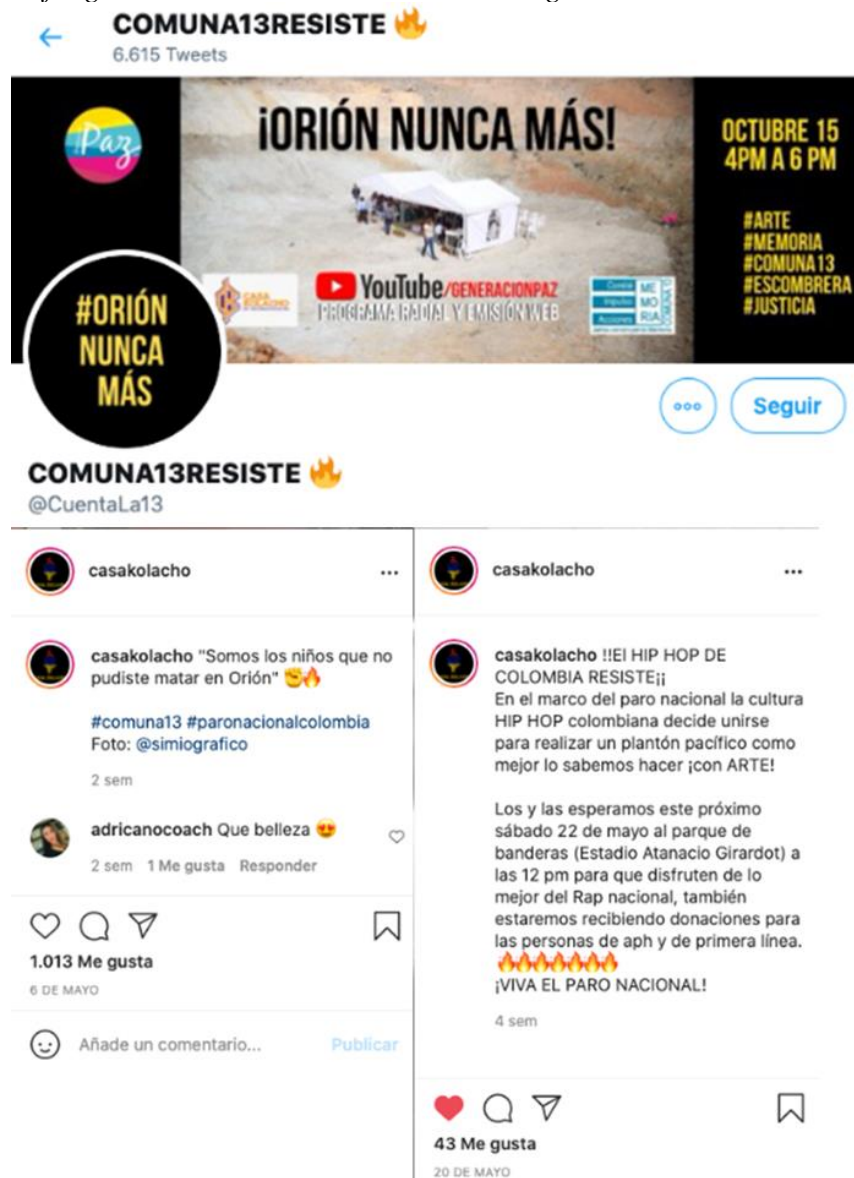 COMUNA13RESISTE 🔥
6.615 Tweets
Paz
¡ORIÓN NUNCA MÁS!
OCTUBRE 15
4PM A 6 PM
#ARTE
#MEMORIA
#COMUNA13
#ESCOMBRERA
#JUSTICIA
CASA
KOLACHO
YouTube/GENERACIONPAZ
PROGRAMA RADIAL Y EMISIÓN WEB
ME
MO
RIA
Acciones
#ORIÓN
NUNCA
MÁS
Seguir
COMUNA13RESISTE 🔥
@CuentaLa13
casakolacho
casakolacho "Somos los niños que no
pudiste matar en Orión" ✊🔥
#comuna13 #paronacionalcolombia
Foto: @simiografico
2 sem
adricanocoach Que belleza 😍
2 sem 1 Me gusta Responder
1.013 Me gusta
6 DE MAYO
Añade un comentario... Publicar
casakolacho
casakolacho !!El HIP HOP DE
COLOMBIA RESISTE¡¡
En el marco del paro nacional la cultura
HIP HOP colombiana decide unirse
para realizar un plantón pacífico como
mejor lo sabemos hacer ¡con ARTE!
Los y las esperamos este próximo
sábado 22 de mayo al parque de
banderas (Estadio Atanacio Girardot) a
las 12 pm para que disfruten de lo
mejor del Rap nacional, también
estaremos recibiendo donaciones para
las personas de aph y de primera línea.
🔥🔥🔥🔥🔥🔥🔥
¡VIVA EL PARO NACIONAL!
4 sem
43 Me gusta
20 DE MAYO